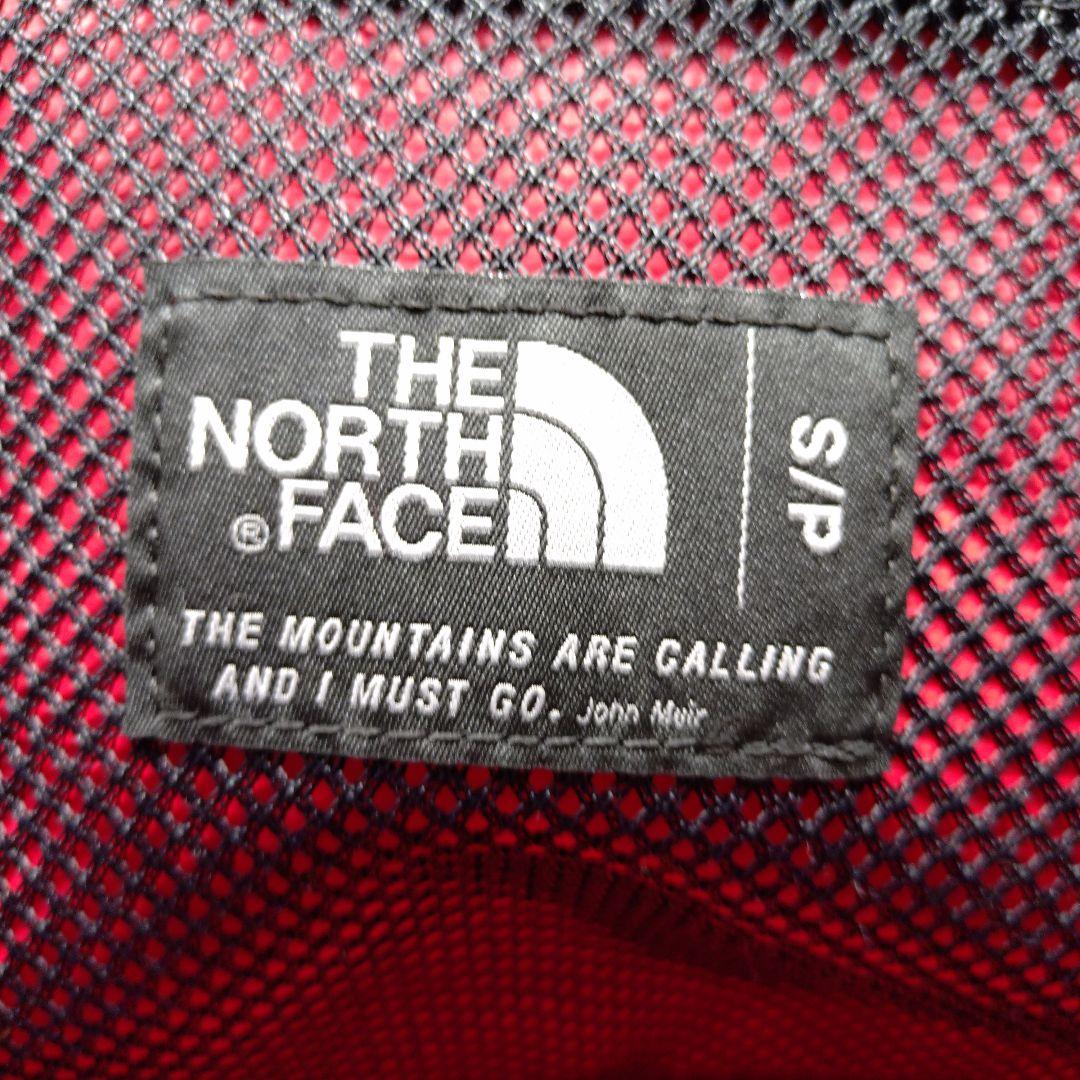 THE
NORTH
®FACE
S/P
THE MOUNTAINS ARE CALLING
AND I MUST GO. John Muir